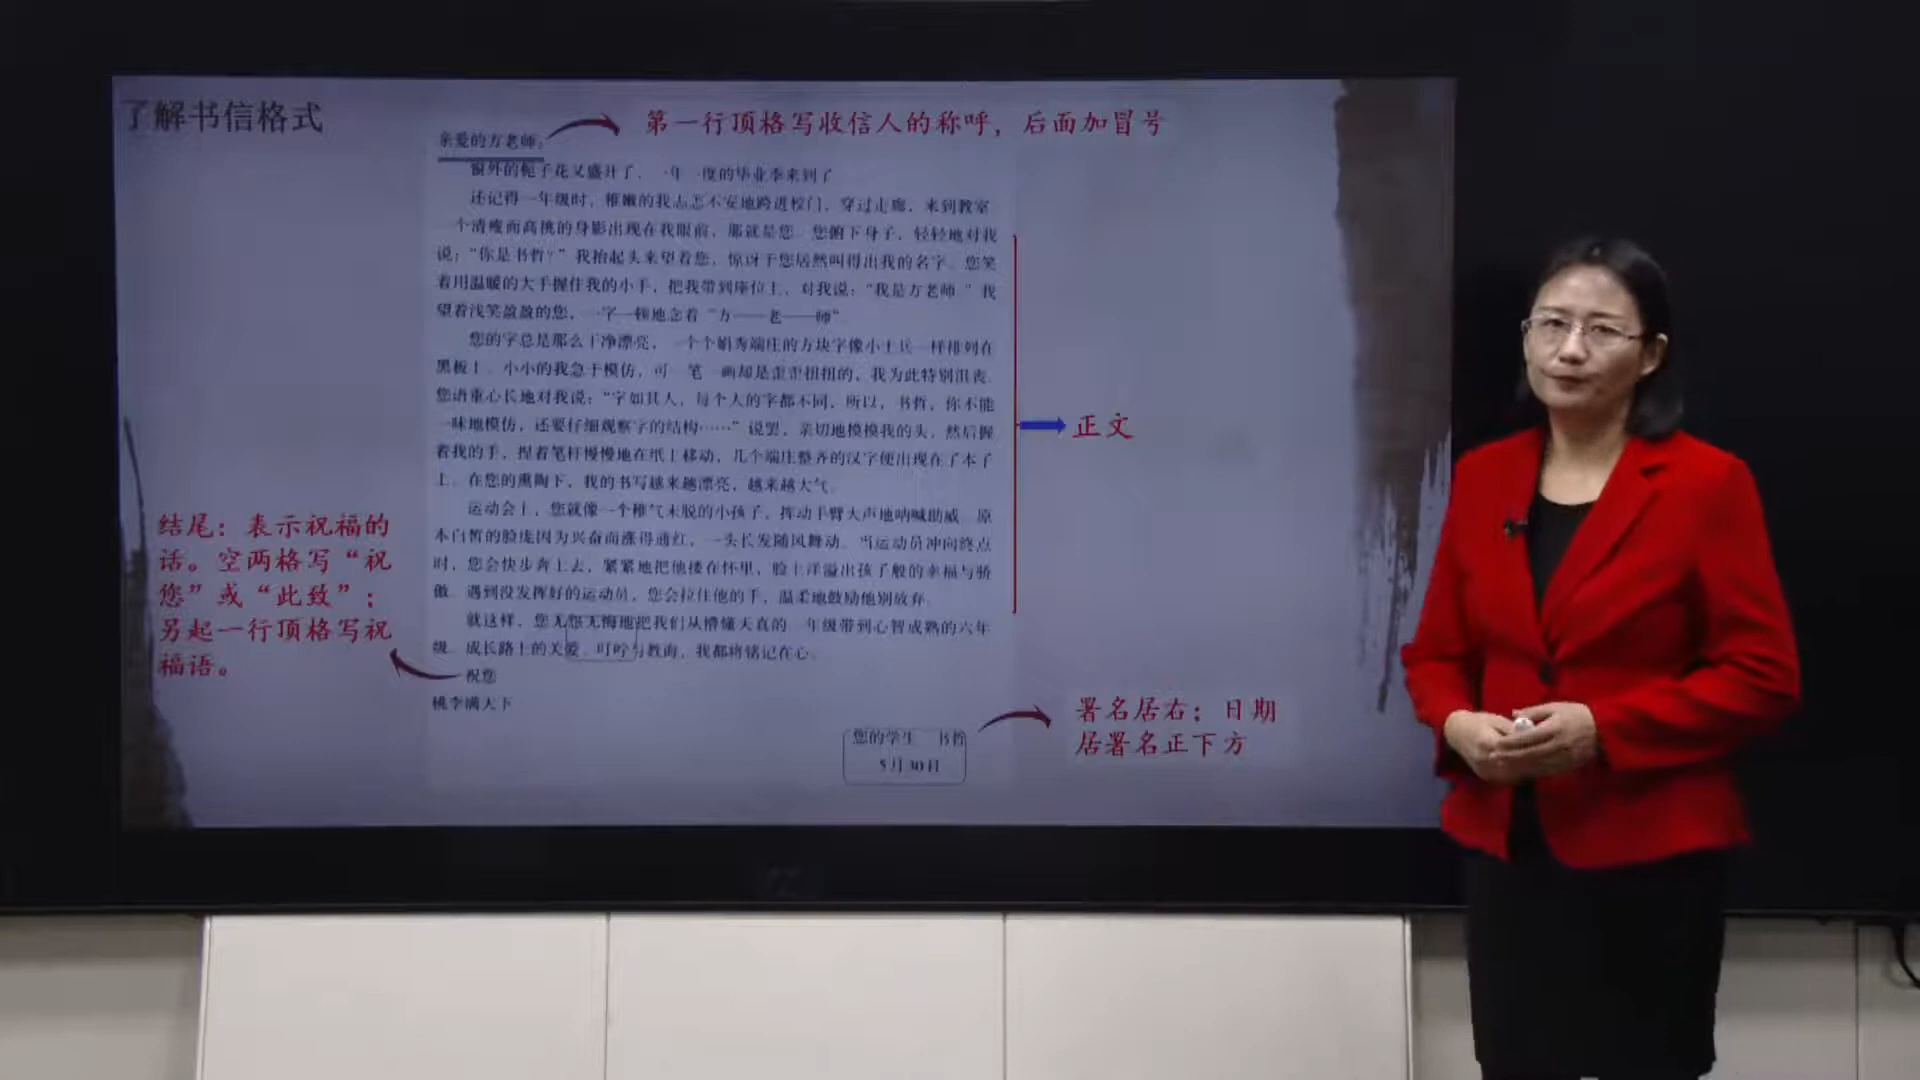 了解书信格式
第一行顶格写收信人的称呼，后面加冒号
亲爱的方老师：
窗外的栀子花又盛开了，一年一度的毕业季来到了
还记得一年级时，稚嫩的我忐忑不安地跨进校门，穿过走廊，来到教室
一个清瘦而高挑的身影出现在我眼前，那就是您。您俯下身子，轻轻地对我
说：“你是书哲？”我抬起头来望着您，惊讶于您居然叫得出我的名字。您笑
着用温暖的大手握住我的小手，把我带到座位上，对我说：“我是方老师。”我
望着浅笑盈盈的您，一字一顿地念着“方——老——师”
您的字总是那么干净漂亮，一个个娟秀端庄的方块字像小士兵一样排列在
黑板上。小小的我急于模仿，可一笔一画却是歪歪扭扭的，我为此特别沮丧。
您语重心长地对我说：“字如其人，每个人的字都不同，所以，书哲，你不能
一味地模仿，还要仔细观察字的结构……”说罢，亲切地摸摸我的头，然后握
着我的手，捏着笔杆慢慢地在纸上移动，几个端庄整齐的汉字便出现在了本子
上。在您的熏陶下，我的书写越来越漂亮，越来越大气。
运动会上，您就像一个稚气未脱的小孩子，挥动手臂大声地呐喊助威。原
本白皙的脸庞因为兴奋而涨得通红，一头长发随风舞动。当运动员冲向终点
时，您会快步奔上去，紧紧地把他搂在怀里，脸上洋溢出孩子般的幸福与骄
傲。遇到没发挥好的运动员，您会拉住他的手，温柔地鼓励他别放弃。
就这样，您无怨无悔地把我们从懵懂天真的一年级带到心智成熟的六年
级。成长路上的关爱、叮咛与教诲，我都将铭记在心。
祝您
桃李满天下
您的学生 书哲
5月30日
正文
结尾：表示祝福的
话。空两格写“祝
您”或“此致”；
另起一行顶格写祝
福语。
署名居右；日期
居署名正下方